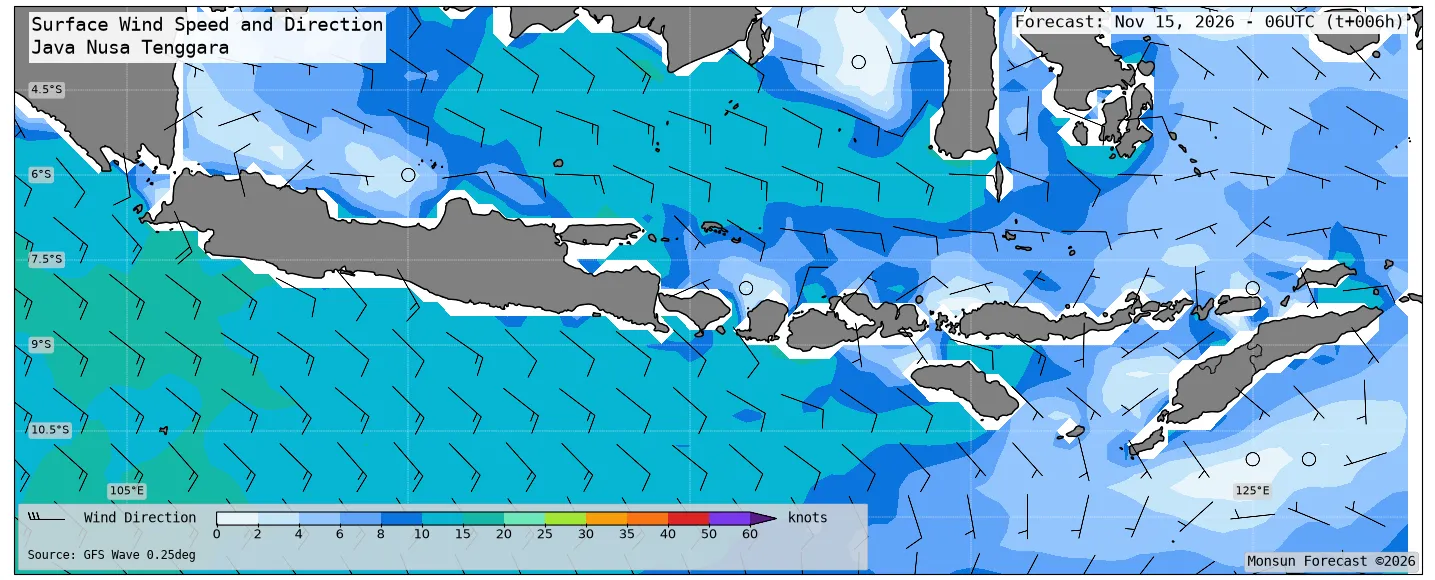 Surface Wind Speed and Direction
Java Nusa Tenggara
Forecast: Nov 15, 2026 - 06UTC (t+006h)
4.5°S
6°S
7.5°S
9°S
10.5°S
105°E
125°E
Wind Direction
knots
0 2 4 6 8 10 15 20 25 30 35 40 50 60
Source: GFS Wave 0.25deg
Monsun Forecast ©2026